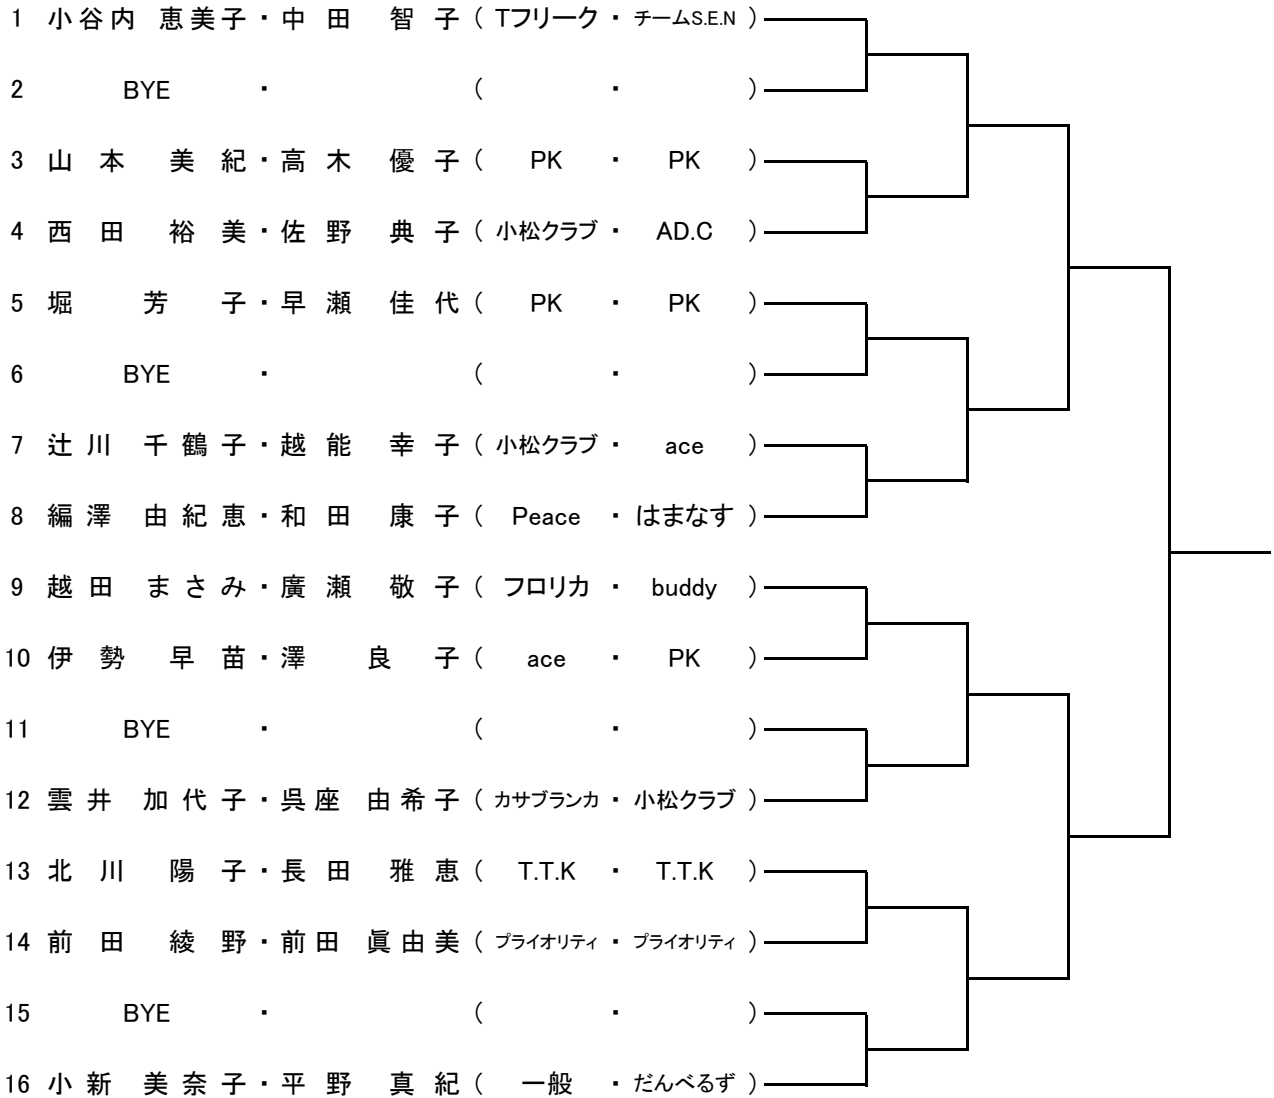 1 小谷内 恵美子・中田 智子（Tフリーク・チームS.E.N）
2 BYE ・ （ ・ ）
3 山本 美紀・高木 優子（PK・PK）
4 西田 裕美・佐野 典子（小松クラブ・AD.C）
5 堀 芳子・早瀬 佳代（PK・PK）
6 BYE ・ （ ・ ）
7 辻川 千鶴子・越能 幸子（小松クラブ・ace）
8 編澤 由紀恵・和田 康子（Peace・はまなす）
9 越田 まさみ・廣瀬 敬子（フロリカ・buddy）
10 伊勢 早苗・澤 良子（ace・PK）
11 BYE ・ （ ・ ）
12 雲井 加代子・呉座 由希子（カサブランカ・小松クラブ）
13 北川 陽子・長田 雅恵（T.T.K・T.T.K）
14 前田 綾野・前田 眞由美（プライオリティ・プライオリティ）
15 BYE ・ （ ・ ）
16 小新 美奈子・平野 真紀（一般・だんべるず）